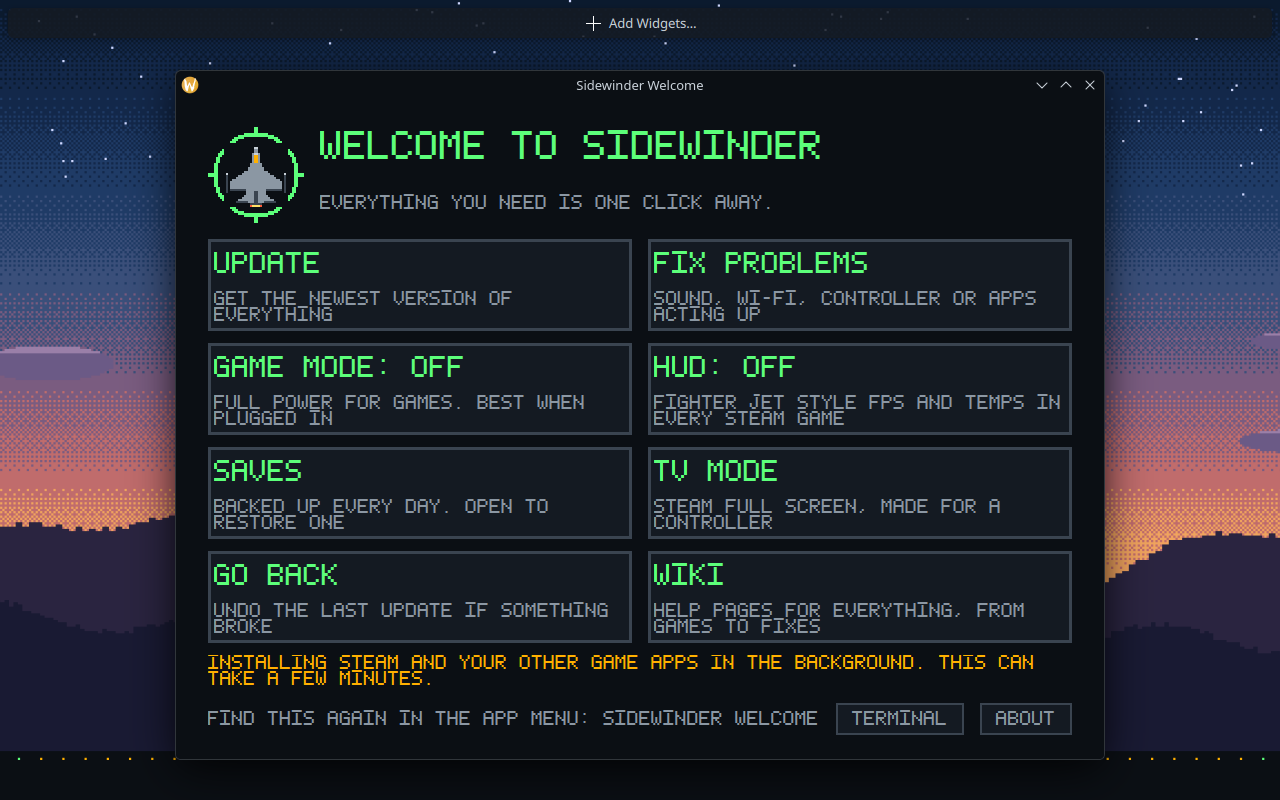 Add Widgets...
Sidewinder Welcome
WELCOME TO SIDEWINDER
EVERYTHING YOU NEED IS ONE CLICK AWAY.
UPDATE
GET THE NEWEST VERSION OF
EVERYTHING
FIX PROBLEMS
SOUND, WI-FI, CONTROLLER OR APPS
ACTING UP
GAME MODE: OFF
FULL POWER FOR GAMES. BEST WHEN
PLUGGED IN
HUD: OFF
FIGHTER JET STYLE FPS AND TEMPS IN
EVERY STEAM GAME
SAVES
BACKED UP EVERY DAY. OPEN TO
RESTORE ONE
TV MODE
STEAM FULL SCREEN, MADE FOR A
CONTROLLER
GO BACK
UNDO THE LAST UPDATE IF SOMETHING
BROKE
WIKI
HELP PAGES FOR EVERYTHING, FROM
GAMES TO FIXES
INSTALLING STEAM AND YOUR OTHER GAME APPS IN THE BACKGROUND. THIS CAN
TAKE A FEW MINUTES.
FIND THIS AGAIN IN THE APP MENU: SIDEWINDER WELCOME
TERMINAL
ABOUT